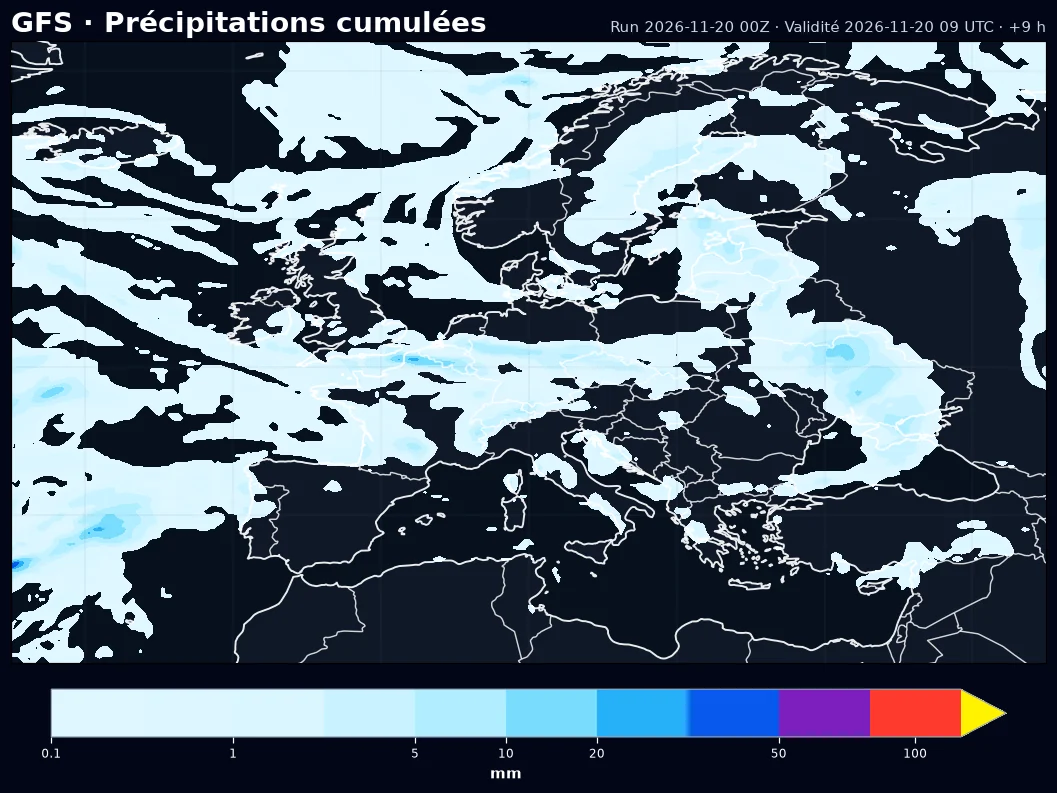 GFS · Précipitations cumulées
Run 2026-11-20 00Z · Validité 2026-11-20 09 UTC · +9 h
0.1 1 5 10 20 50 100
mm